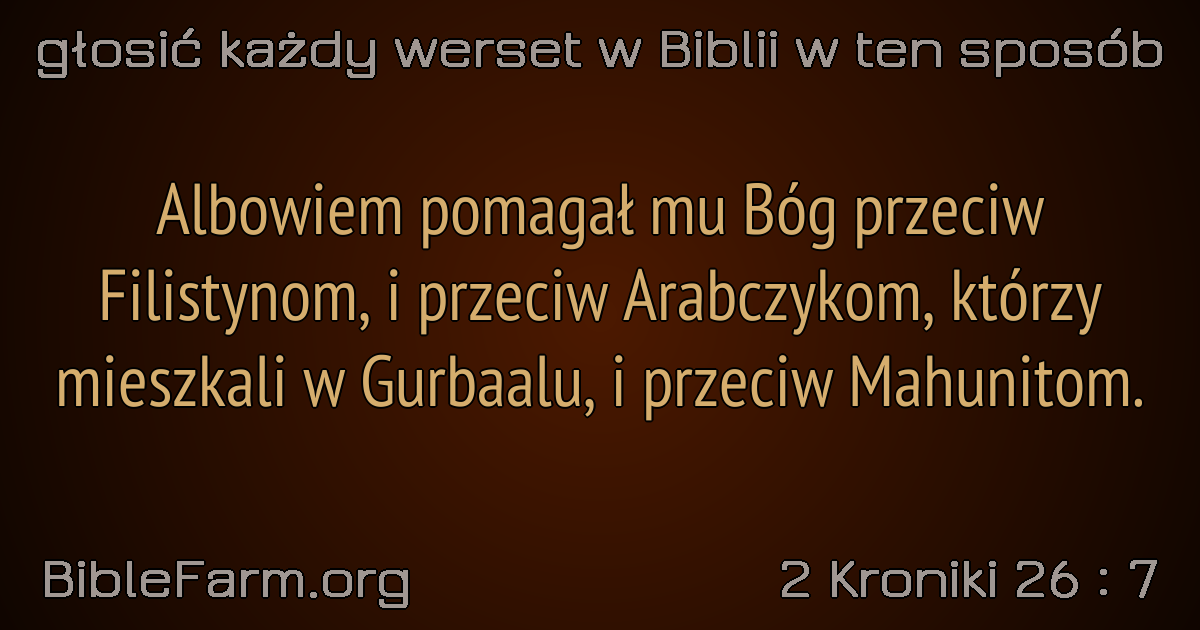 głosić każdy werset w Biblii w ten sposób
Albowiem pomagał mu Bóg przeciw
Filistynom, i przeciw Arabczykom, którzy
mieszkali w Gurbaalu, i przeciw Mahunitom.
BibleFarm.org
2 Kroniki 26 : 7